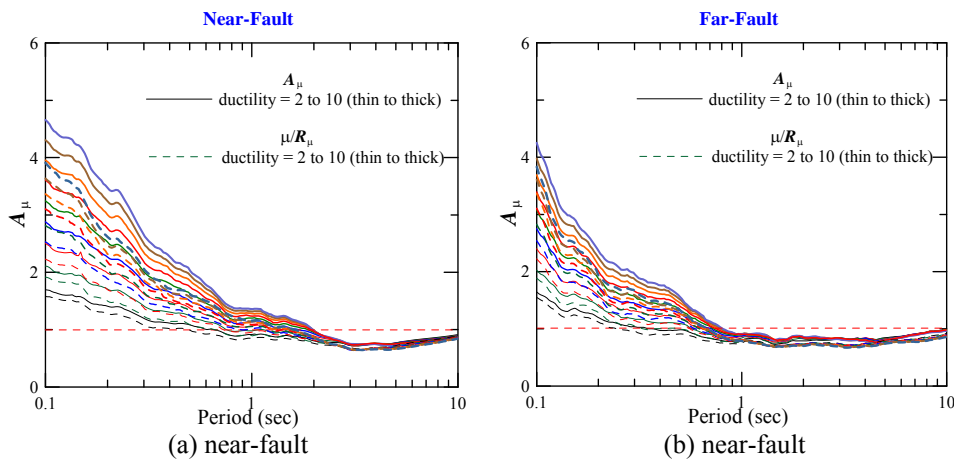 Near-Fault
6
4
2
0
A μ
A μ
ductility = 2 to 10 (thin to thick)
μ/R μ
ductility = 2 to 10 (thin to thick)
0.1
1
10
Period (sec)
(a) near-fault
Far-Fault
6
4
2
0
A μ
A μ
ductility = 2 to 10 (thin to thick)
μ/R μ
ductility = 2 to 10 (thin to thick)
0.1
1
10
Period (sec)
(b) near-fault